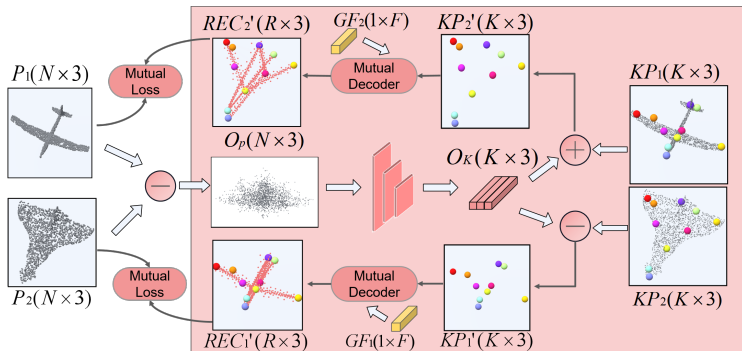 REC₂'(R×3)
GF₂(1×F)
KP₂'(K×3)
P₁(N×3)
Mutual
Loss
Mutual
Decoder
KP₁(K×3)
Oₚ(N×3)
O_K(K×3)
+
−
−
P₂(N×3)
Mutual
Loss
Mutual
Decoder
KP₂(K×3)
REC₁'(R×3)
GF₁(1×F)
KP₁'(K×3)